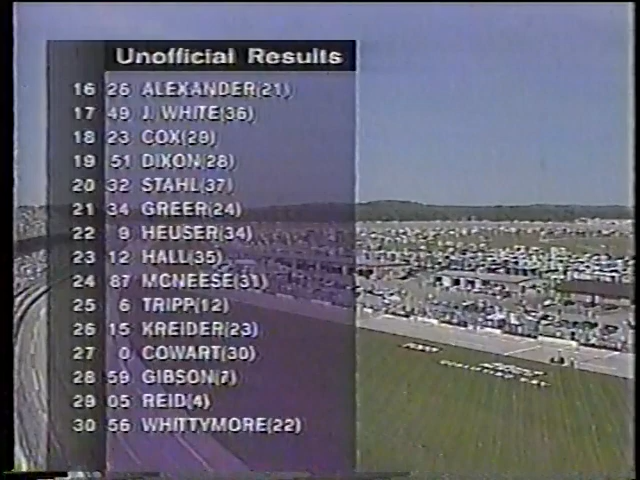 Unofficial Results
16 26 ALEXANDER(21)
17 49 J. WHITE(36)
18 23 COX(29)
19 51 DIXON(28)
20 32 STAHL(37)
21 34 GREER(24)
22 9 HEUSER(34)
23 12 HALL(35)
24 87 MCNEESE(31)
25 6 TRIPP(12)
26 15 KREIDER(23)
27 0 COWART(30)
28 59 GIBSON(7)
29 05 REID(4)
30 56 WHITTYMORE(22)